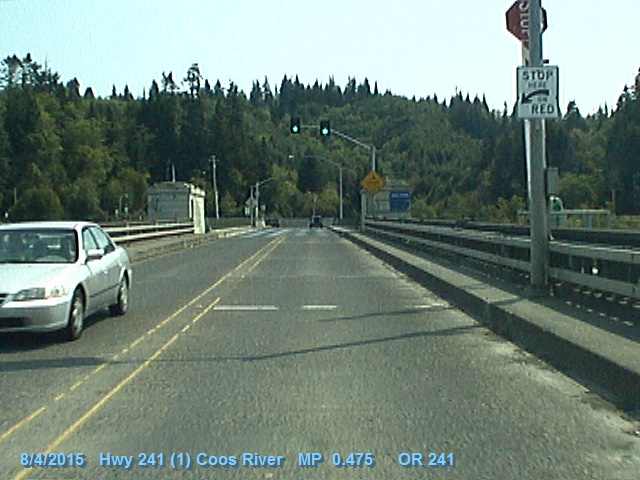 STOP
HERE
ON
RED
8/4/2015 Hwy 241 (1) Coos River MP 0.475 OR 241